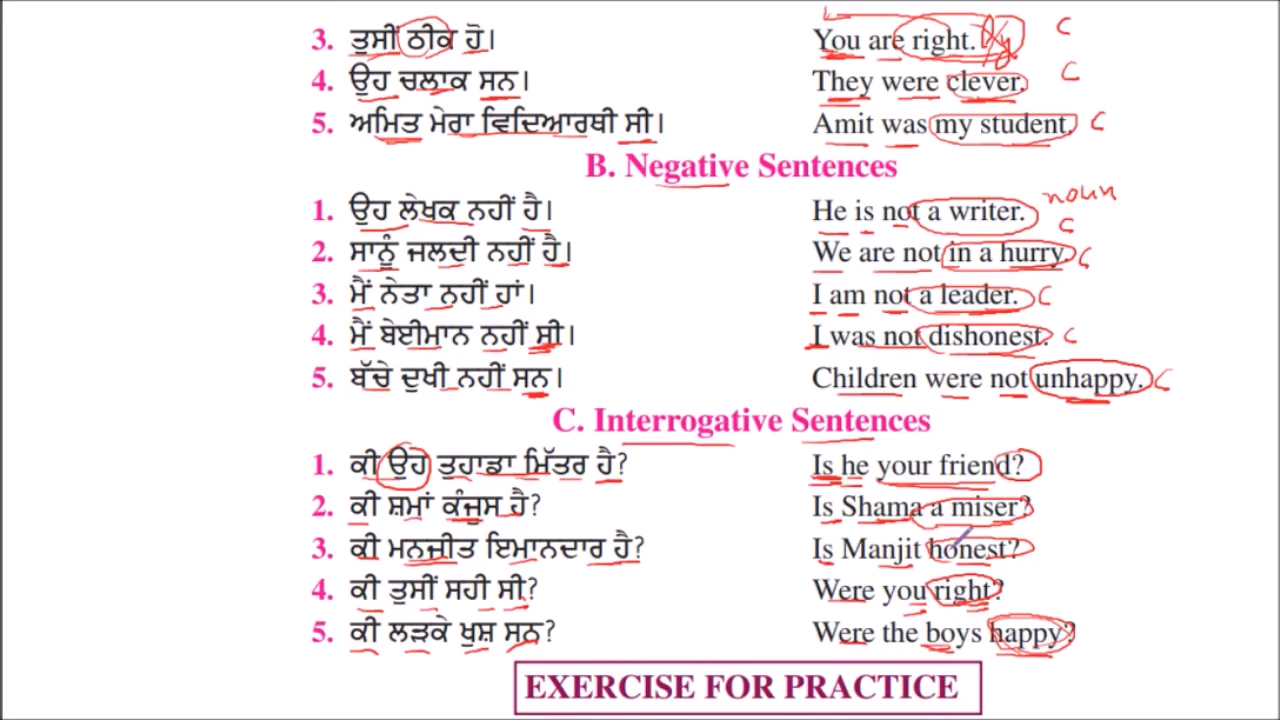 3. ਤੁਸੀਂ ਠੀਕ ਹੋ। You are right.
4. ਉਹ ਚਲਾਕ ਸਨ। They were clever. C
5. ਅਮਿਤ ਮੇਰਾ ਵਿਦਿਆਰਥੀ ਸੀ। Amit was my student. C
B. Negative Sentences
1. ਉਹ ਲੇਖਕ ਨਹੀਂ ਹੈ। He is not a writer. noun C
2. ਸਾਨੂੰ ਜਲਦੀ ਨਹੀਂ ਹੈ। We are not in a hurry. C
3. ਮੈਂ ਨੇਤਾ ਨਹੀਂ ਹਾਂ। I am not a leader. C
4. ਮੈਂ ਬੇਈਮਾਨ ਨਹੀਂ ਸੀ। I was not dishonest. C
5. ਬੱਚੇ ਦੁਖੀ ਨਹੀਂ ਸਨ। Children were not unhappy. C
C. Interrogative Sentences
1. ਕੀ ਉਹ ਤੁਹਾਡਾ ਮਿੱਤਰ ਹੈ? Is he your friend?
2. ਕੀ ਸ਼ਮਾਂ ਕੰਜੂਸ ਹੈ? Is Shama a miser?
3. ਕੀ ਮਨਜੀਤ ਇਮਾਨਦਾਰ ਹੈ? Is Manjit honest?
4. ਕੀ ਤੁਸੀਂ ਸਹੀ ਸੀ? Were you right?
5. ਕੀ ਲੜਕੇ ਖੁਸ਼ ਸਨ? Were the boys happy?
EXERCISE FOR PRACTICE